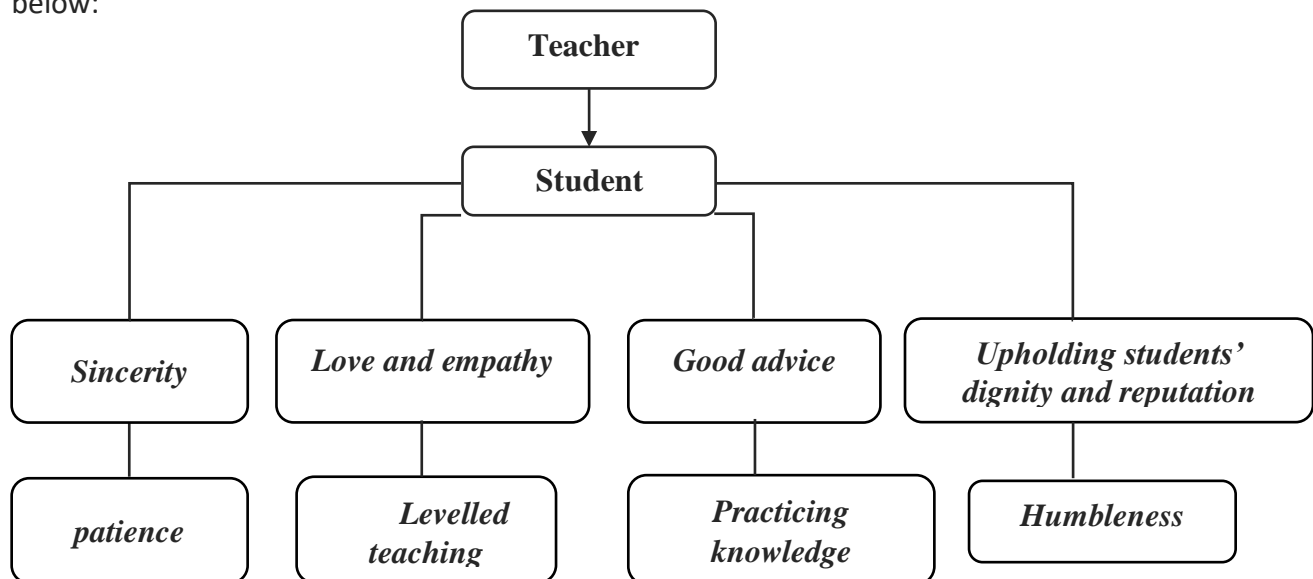 below:
Teacher
Student
Sincerity
Love and empathy
Good advice
Upholding students’
dignity and reputation
patience
Levelled
teaching
Practicing
knowledge
Humbleness